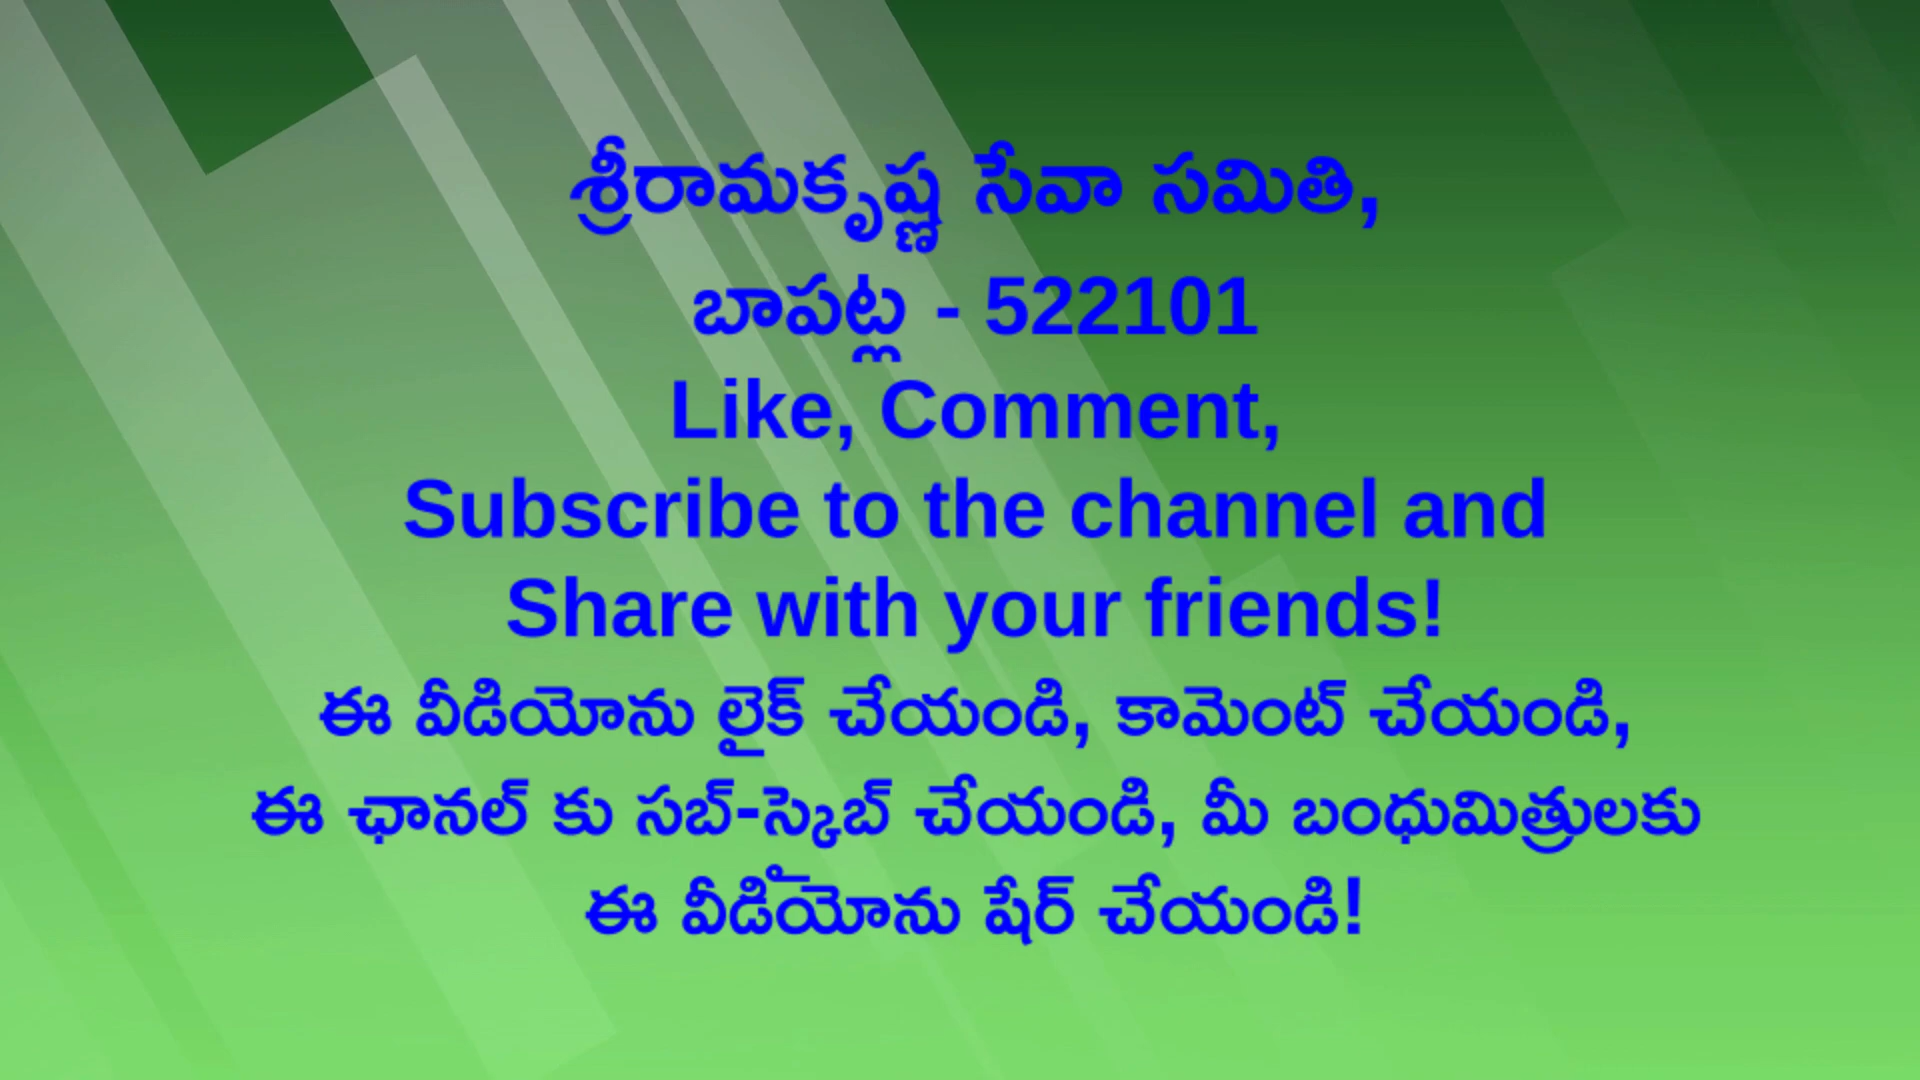 శ్రీరామకృష్ణ సేవా సమితి,
బాపట్ల - 522101
Like, Comment,
Subscribe to the channel and
Share with your friends!
ఈ వీడియోను లైక్ చేయండి, కామెంట్ చేయండి,
ఈ ఛానల్ కు సబ్-స్క్రైబ్ చేయండి, మీ బంధుమిత్రులకు
ఈ వీడియోను షేర్ చేయండి!